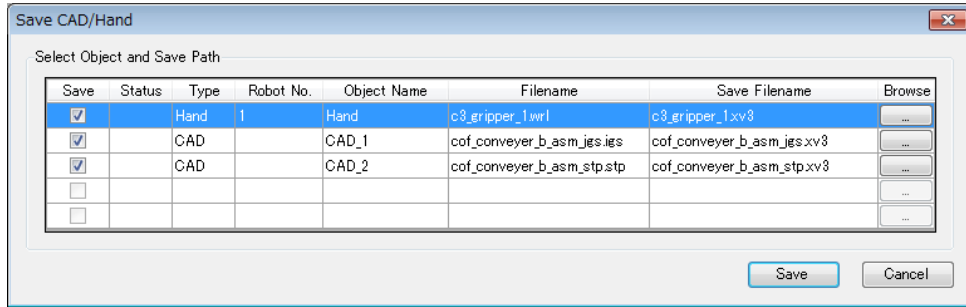 Save CAD/Hand
Select Object and Save Path
Save Status Type Robot No. Object Name Filename Save Filename Browse
Hand 1 Hand c3_gripper_1.wrl c3_gripper_1.xv3 ...
CAD CAD_1 cof_conveyer_b_asm_igs.igs cof_conveyer_b_asm_igs.xv3 ...
CAD CAD_2 cof_conveyer_b_asm_stp.stp cof_conveyer_b_asm_stp.xv3 ...
...
...
Save Cancel